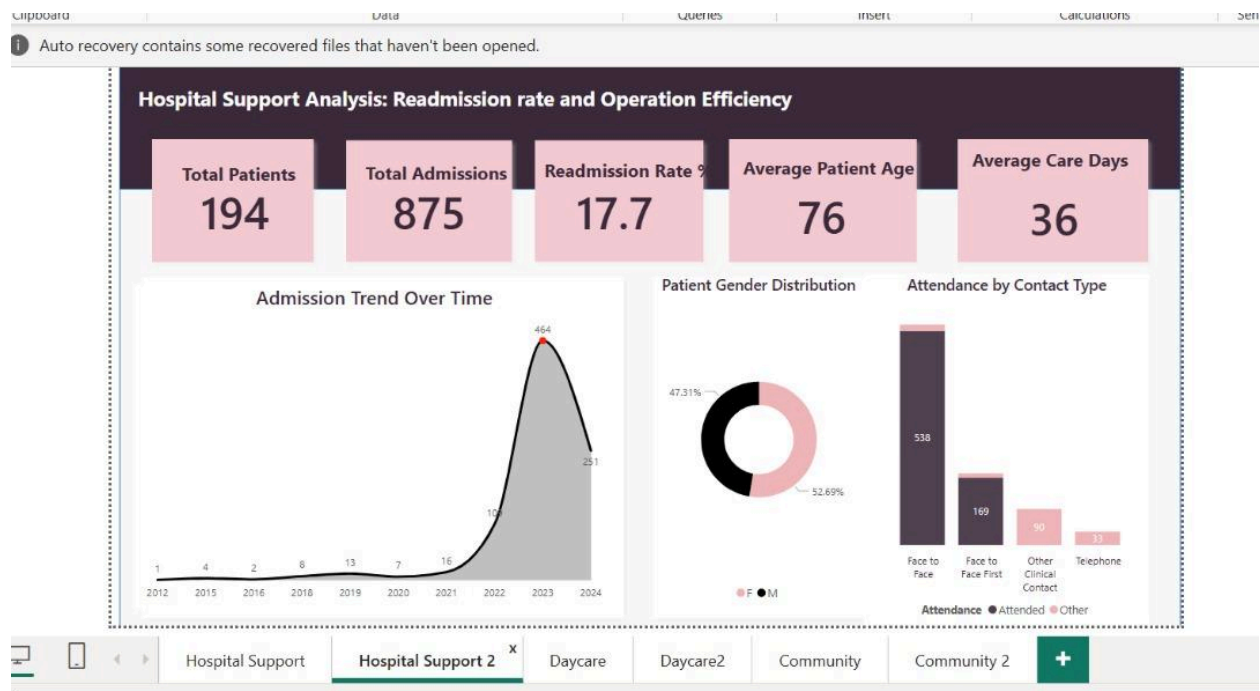 Clipboard Data Queries Insert Calculations
Auto recovery contains some recovered files that haven't been opened.
Hospital Support Analysis: Readmission rate and Operation Efficiency
Total Patients
194
Total Admissions
875
Readmission Rate
17.7
Average Patient Age
76
Average Care Days
36
Admission Trend Over Time
464
251
16
13
7
8
4
2
1
2012 2015 2016 2018 2019 2020 2021 2022 2023 2024
Patient Gender Distribution
47.31%
52.69%
F M
Attendance by Contact Type
538
169
90
33
Face to
Face
Face to
Face First
Other
Clinical
Contact
Telephone
Attendance Attended Other
Hospital Support
Hospital Support 2
x
Daycare
Daycare2
Community
Community 2
+